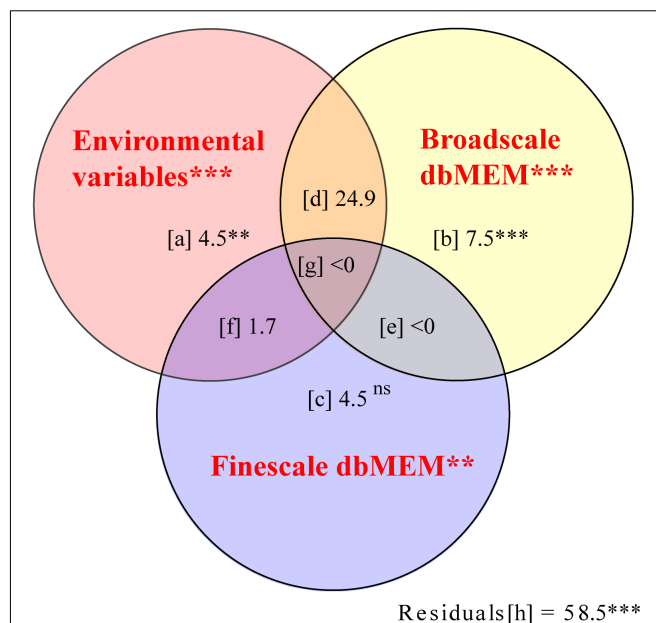 Environmental
variables***
Broadscale
dbMEM***
[d] 24.9
[a] 4.5**
[b] 7.5***
[g] <0
[f] 1.7
[e] <0
[c] 4.5 ns
Finescale dbMEM**
Residuals[h] = 58.5***